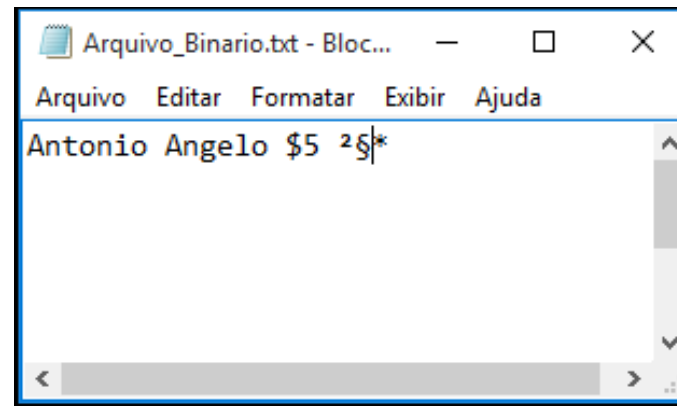 Arquivo_Binario.txt - Bloc...
Arquivo Editar Formatar Exibir Ajuda
Antonio Angelo $5 ²§*